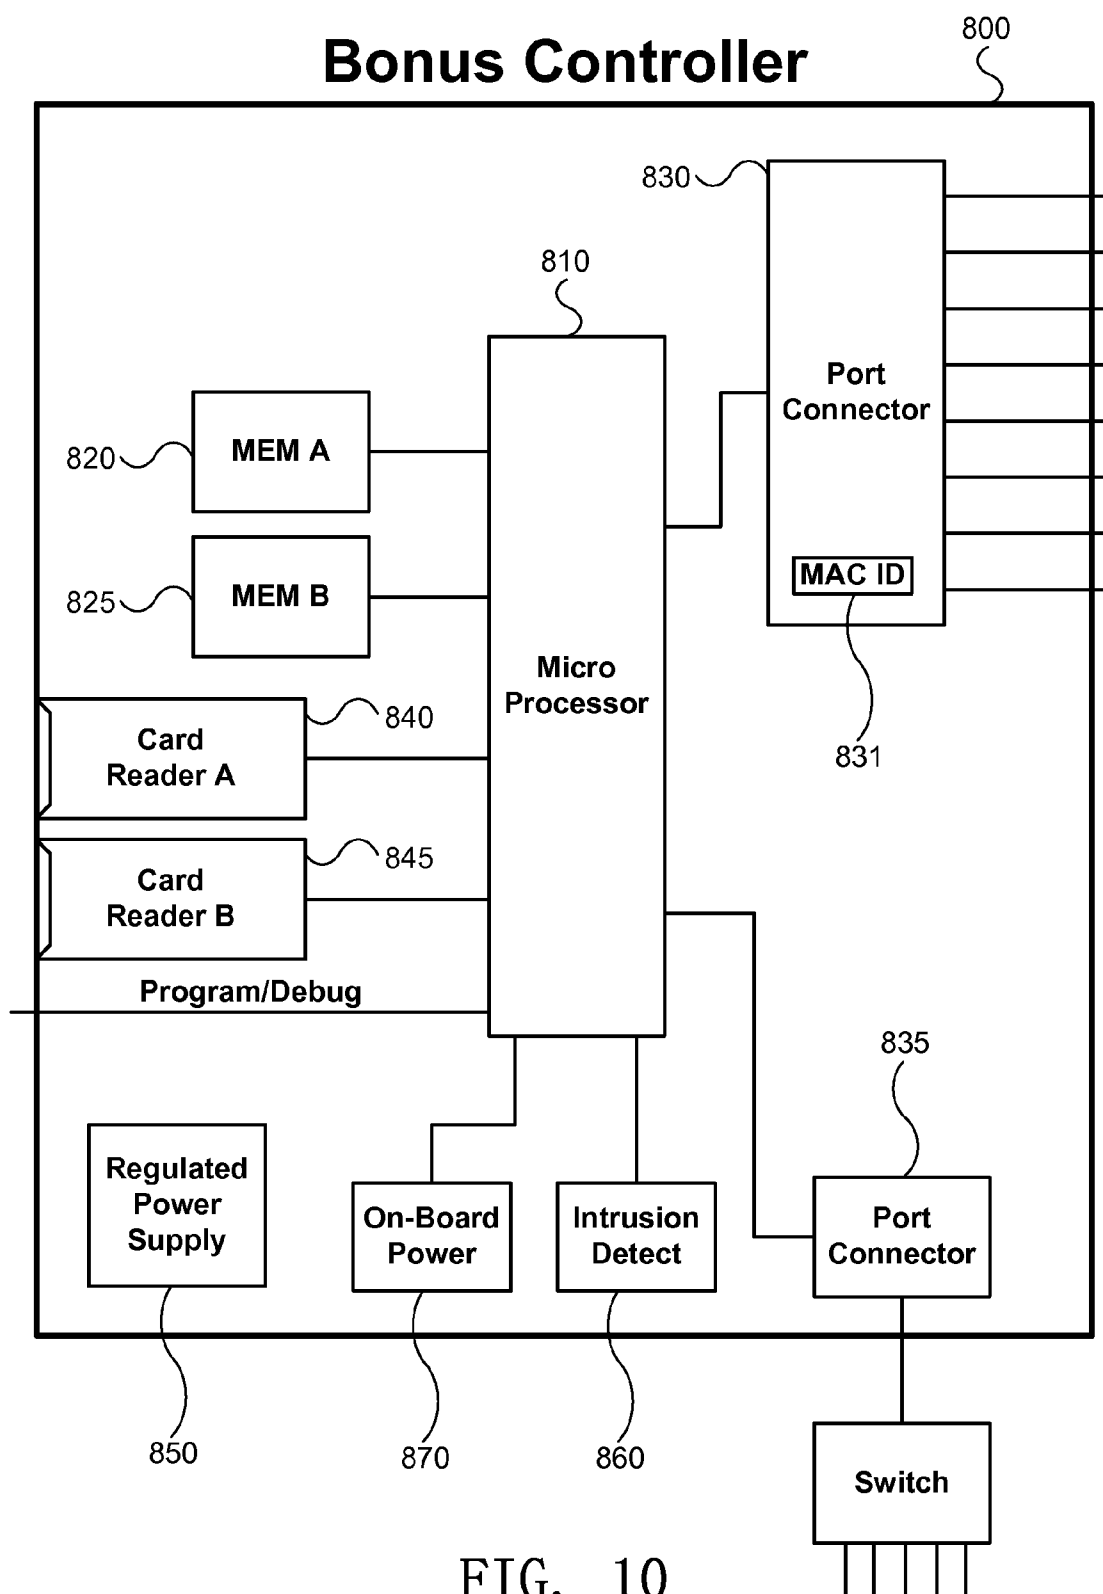 800
Bonus Controller
830
810
Port
Connector
MEM A
820
MAC ID
MEM B
825
Micro
Processor
840
Card
Reader A
831
845
Card
Reader B
Program/Debug
835
Regulated
Power
Supply
On-Board
Power
Intrusion
Detect
Port
Connector
850
870
860
Switch
FIG. 10